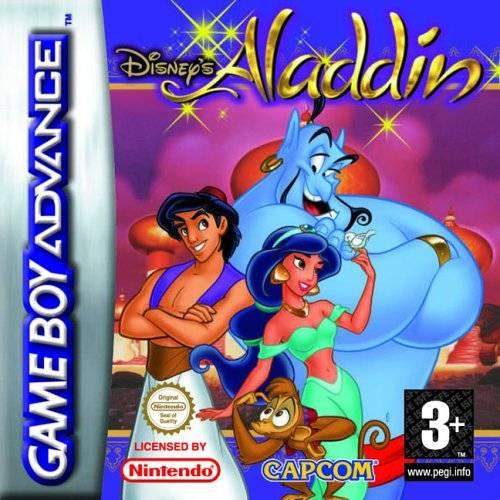 GAME BOY ADVANCE
Disney's
Aladdin
Original
Nintendo
Seal of
Quality
LICENSED BY
Nintendo
CAPCOM
3+
www.pegi.info